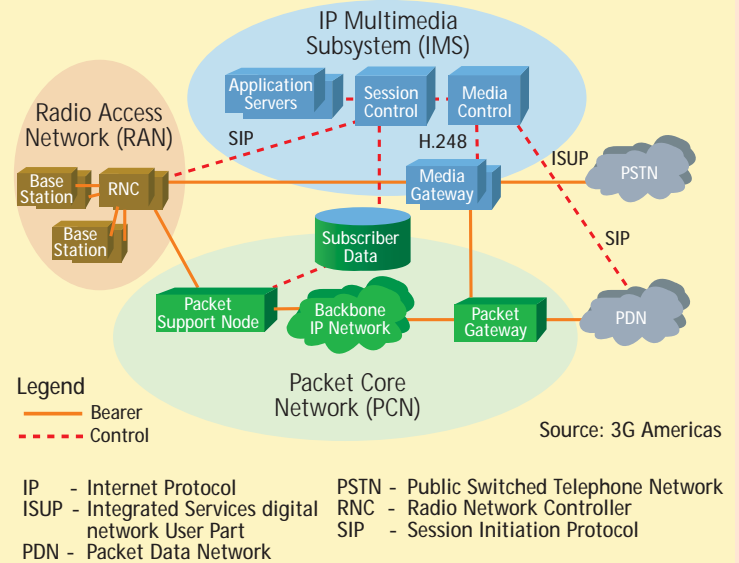 IP Multimedia
Subsystem (IMS)
Radio Access
Network (RAN)
Application
Servers
Session
Control
Media
Control
SIP
H.248
ISUP
Base
Station
RNC
Media
Gateway
PSTN
Base
Station
Subscriber
Data
SIP
Packet
Support Node
Backbone
IP Network
Packet
Gateway
PDN
Packet Core
Network (PCN)
Legend
Bearer
Control
Source: 3G Americas
IP - Internet Protocol
ISUP - Integrated Services digital
network User Part
PDN - Packet Data Network
PSTN - Public Switched Telephone Network
RNC - Radio Network Controller
SIP - Session Initiation Protocol